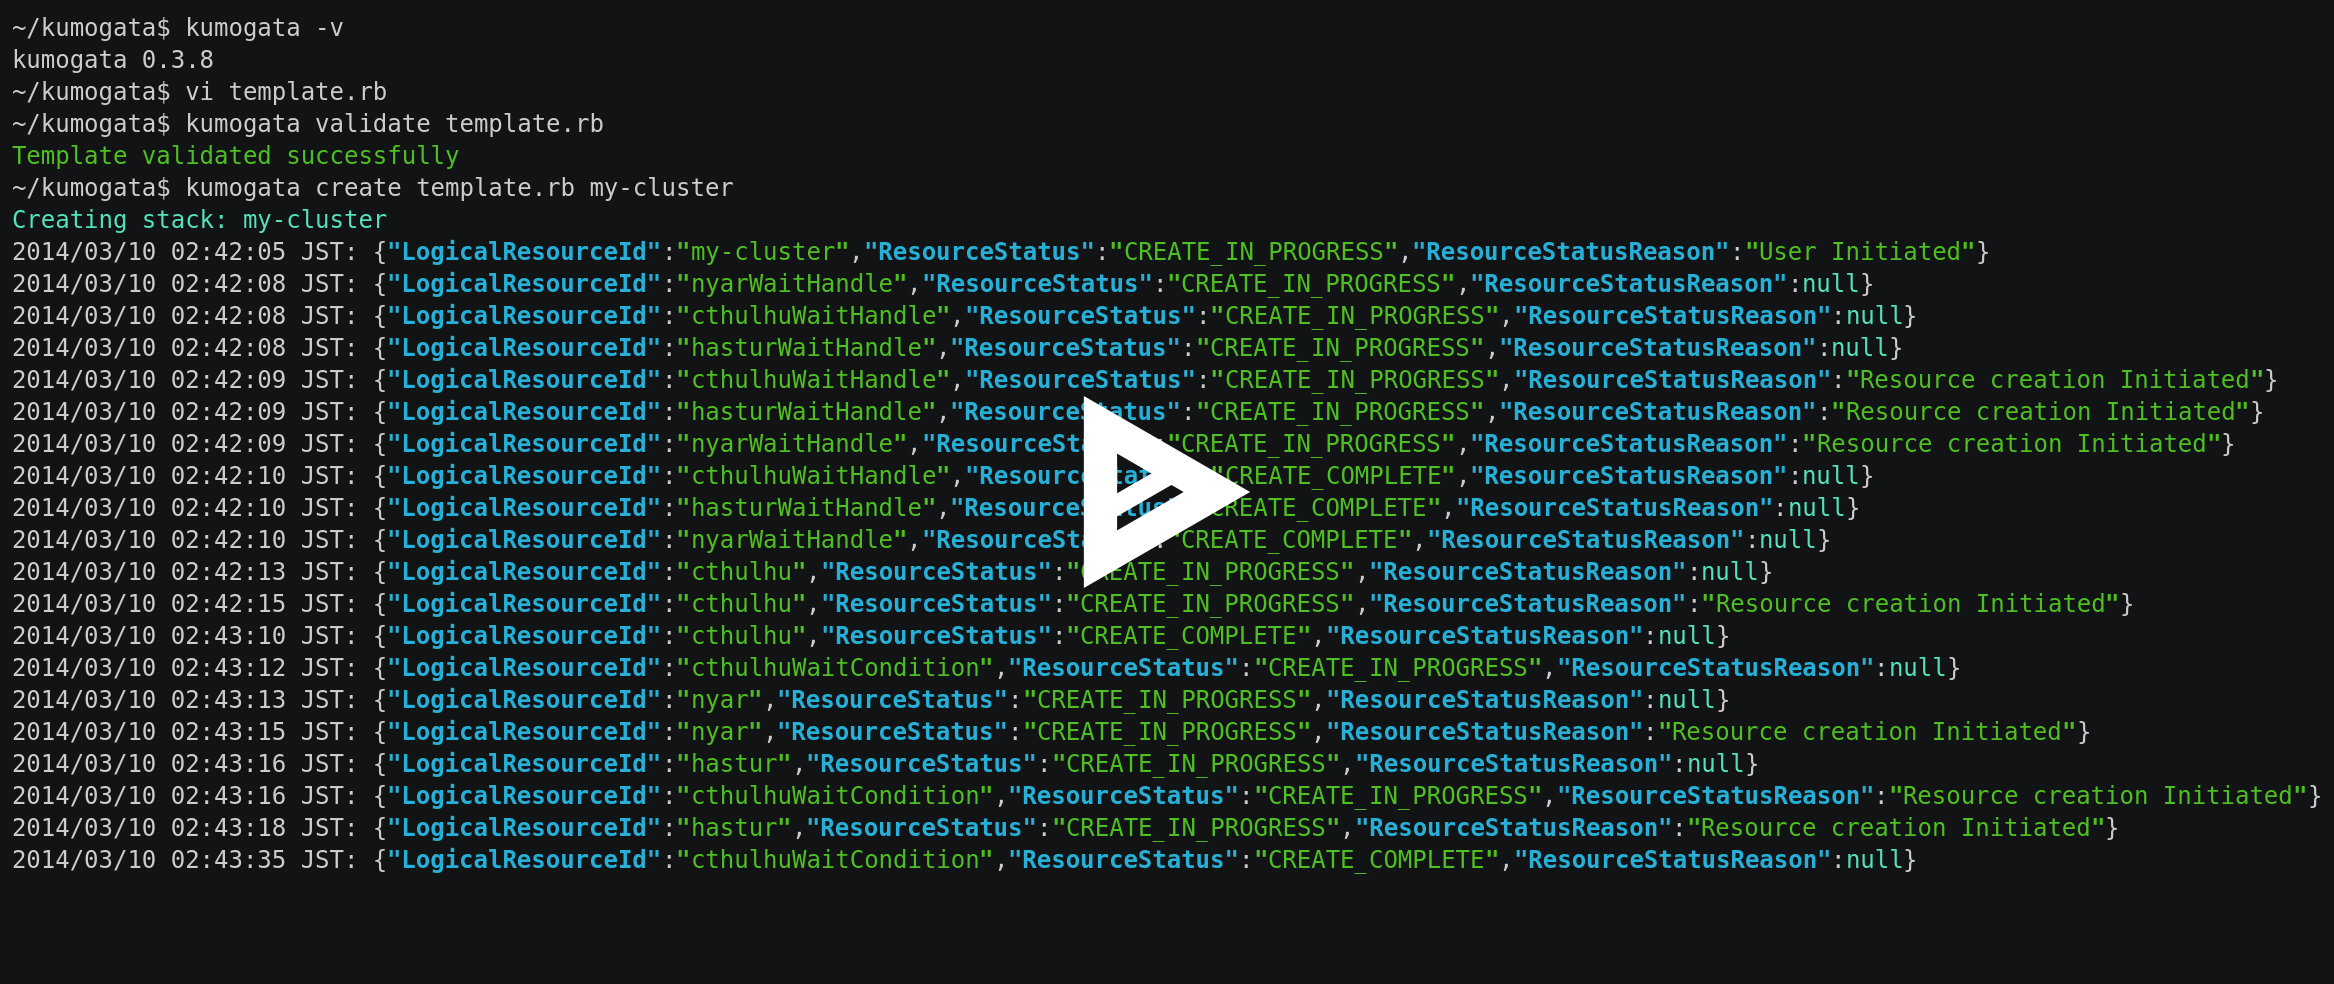 ~/kumogata$ kumogata -v
kumogata 0.3.8
~/kumogata$ vi template.rb
~/kumogata$ kumogata validate template.rb
Template validated successfully
~/kumogata$ kumogata create template.rb my-cluster
Creating stack: my-cluster
2014/03/10 02:42:05 JST: {"LogicalResourceId":"my-cluster","ResourceStatus":"CREATE_IN_PROGRESS","ResourceStatusReason":"User Initiated"}
2014/03/10 02:42:08 JST: {"LogicalResourceId":"nyarWaitHandle","ResourceStatus":"CREATE_IN_PROGRESS","ResourceStatusReason":null}
2014/03/10 02:42:08 JST: {"LogicalResourceId":"cthulhuWaitHandle","ResourceStatus":"CREATE_IN_PROGRESS","ResourceStatusReason":null}
2014/03/10 02:42:08 JST: {"LogicalResourceId":"hasturWaitHandle","ResourceStatus":"CREATE_IN_PROGRESS","ResourceStatusReason":null}
2014/03/10 02:42:09 JST: {"LogicalResourceId":"cthulhuWaitHandle","ResourceStatus":"CREATE_IN_PROGRESS","ResourceStatusReason":"Resource creation Initiated"}
2014/03/10 02:42:09 JST: {"LogicalResourceId":"hasturWaitHandle","ResourceStatus":"CREATE_IN_PROGRESS","ResourceStatusReason":"Resource creation Initiated"}
2014/03/10 02:42:09 JST: {"LogicalResourceId":"nyarWaitHandle","ResourceStatus":"CREATE_IN_PROGRESS","ResourceStatusReason":"Resource creation Initiated"}
2014/03/10 02:42:10 JST: {"LogicalResourceId":"cthulhuWaitHandle","ResourceStatus":"CREATE_COMPLETE","ResourceStatusReason":null}
2014/03/10 02:42:10 JST: {"LogicalResourceId":"hasturWaitHandle","ResourceStatus":"CREATE_COMPLETE","ResourceStatusReason":null}
2014/03/10 02:42:10 JST: {"LogicalResourceId":"nyarWaitHandle","ResourceStatus":"CREATE_COMPLETE","ResourceStatusReason":null}
2014/03/10 02:42:13 JST: {"LogicalResourceId":"cthulhu","ResourceStatus":"CREATE_IN_PROGRESS","ResourceStatusReason":null}
2014/03/10 02:42:15 JST: {"LogicalResourceId":"cthulhu","ResourceStatus":"CREATE_IN_PROGRESS","ResourceStatusReason":"Resource creation Initiated"}
2014/03/10 02:43:10 JST: {"LogicalResourceId":"cthulhu","ResourceStatus":"CREATE_COMPLETE","ResourceStatusReason":null}
2014/03/10 02:43:12 JST: {"LogicalResourceId":"cthulhuWaitCondition","ResourceStatus":"CREATE_IN_PROGRESS","ResourceStatusReason":null}
2014/03/10 02:43:13 JST: {"LogicalResourceId":"nyar","ResourceStatus":"CREATE_IN_PROGRESS","ResourceStatusReason":null}
2014/03/10 02:43:15 JST: {"LogicalResourceId":"nyar","ResourceStatus":"CREATE_IN_PROGRESS","ResourceStatusReason":"Resource creation Initiated"}
2014/03/10 02:43:16 JST: {"LogicalResourceId":"hastur","ResourceStatus":"CREATE_IN_PROGRESS","ResourceStatusReason":null}
2014/03/10 02:43:16 JST: {"LogicalResourceId":"cthulhuWaitCondition","ResourceStatus":"CREATE_IN_PROGRESS","ResourceStatusReason":"Resource creation Initiated"}
2014/03/10 02:43:18 JST: {"LogicalResourceId":"hastur","ResourceStatus":"CREATE_IN_PROGRESS","ResourceStatusReason":"Resource creation Initiated"}
2014/03/10 02:43:35 JST: {"LogicalResourceId":"cthulhuWaitCondition","ResourceStatus":"CREATE_COMPLETE","ResourceStatusReason":null}